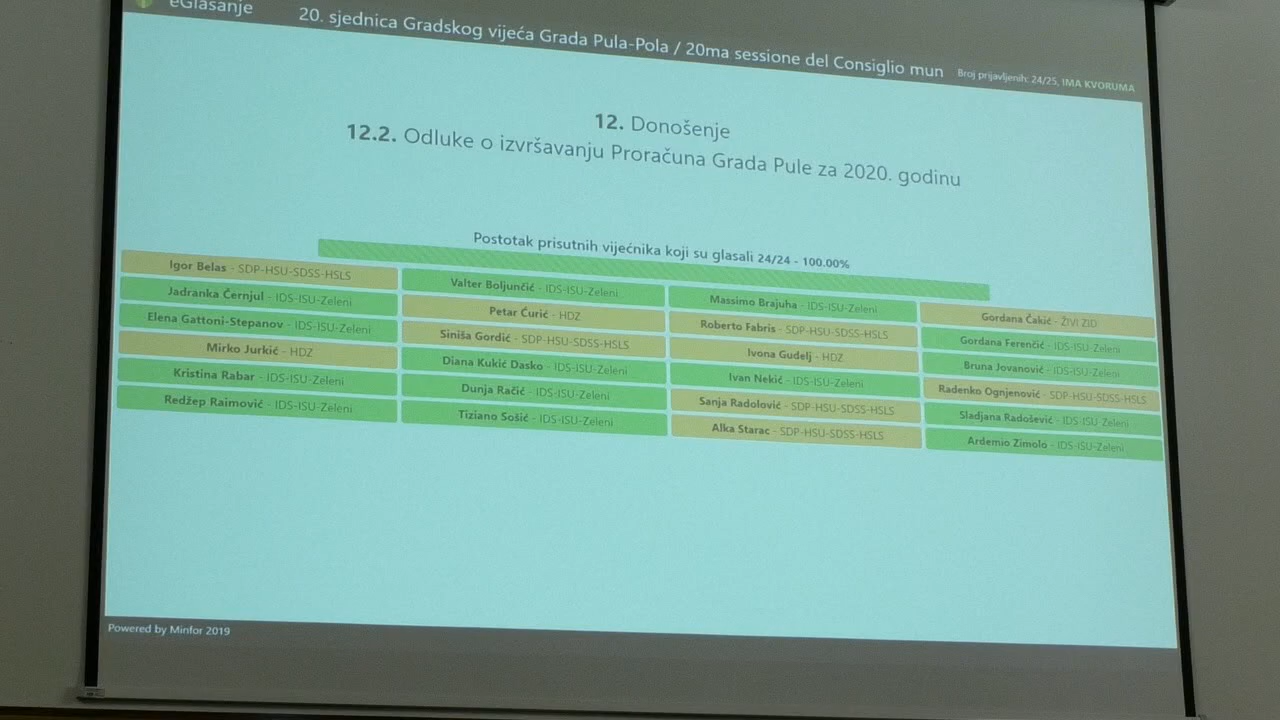 eGlasanje
20. sjednica Gradskog vijeća Grada Pula-Pola / 20ma sessione del Consiglio mun
Broj prijavljenih: 24/25, IMA KVORUMA
12. Donošenje
12.2. Odluke o izvršavanju Proračuna Grada Pule za 2020. godinu
Postotak prisutnih vijećnika koji su glasali 24/24 - 100.00%
Igor Belas - SDP-HSU-SDSS-HSLS
Valter Boljunčić - IDS-ISU-Zeleni
Massimo Brajuha - IDS-ISU-Zeleni
Gordana Čakić - ŽIVI ZID
Jadranka Černjul - IDS-ISU-Zeleni
Petar Ćurić - HDZ
Roberto Fabris - SDP-HSU-SDSS-HSLS
Gordana Ferenčić - IDS-ISU-Zeleni
Elena Gattoni-Stepanov - IDS-ISU-Zeleni
Siniša Gordić - SDP-HSU-SDSS-HSLS
Ivona Gudelj - HDZ
Bruna Jovanović - IDS-ISU-Zeleni
Mirko Jurkić - HDZ
Diana Kukić Dasko - IDS-ISU-Zeleni
Ivan Nekić - IDS-ISU-Zeleni
Radenko Ognjenović - SDP-HSU-SDSS-HSLS
Kristina Rabar - IDS-ISU-Zeleni
Dunja Račić - IDS-ISU-Zeleni
Sanja Radolović - SDP-HSU-SDSS-HSLS
Sladjana Radošević - IDS-ISU-Zeleni
Redžep Raimović - IDS-ISU-Zeleni
Tiziano Sošić - IDS-ISU-Zeleni
Alka Starac - SDP-HSU-SDSS-HSLS
Ardemio Zimolo - IDS-ISU-Zeleni
Powered by Minfor 2019